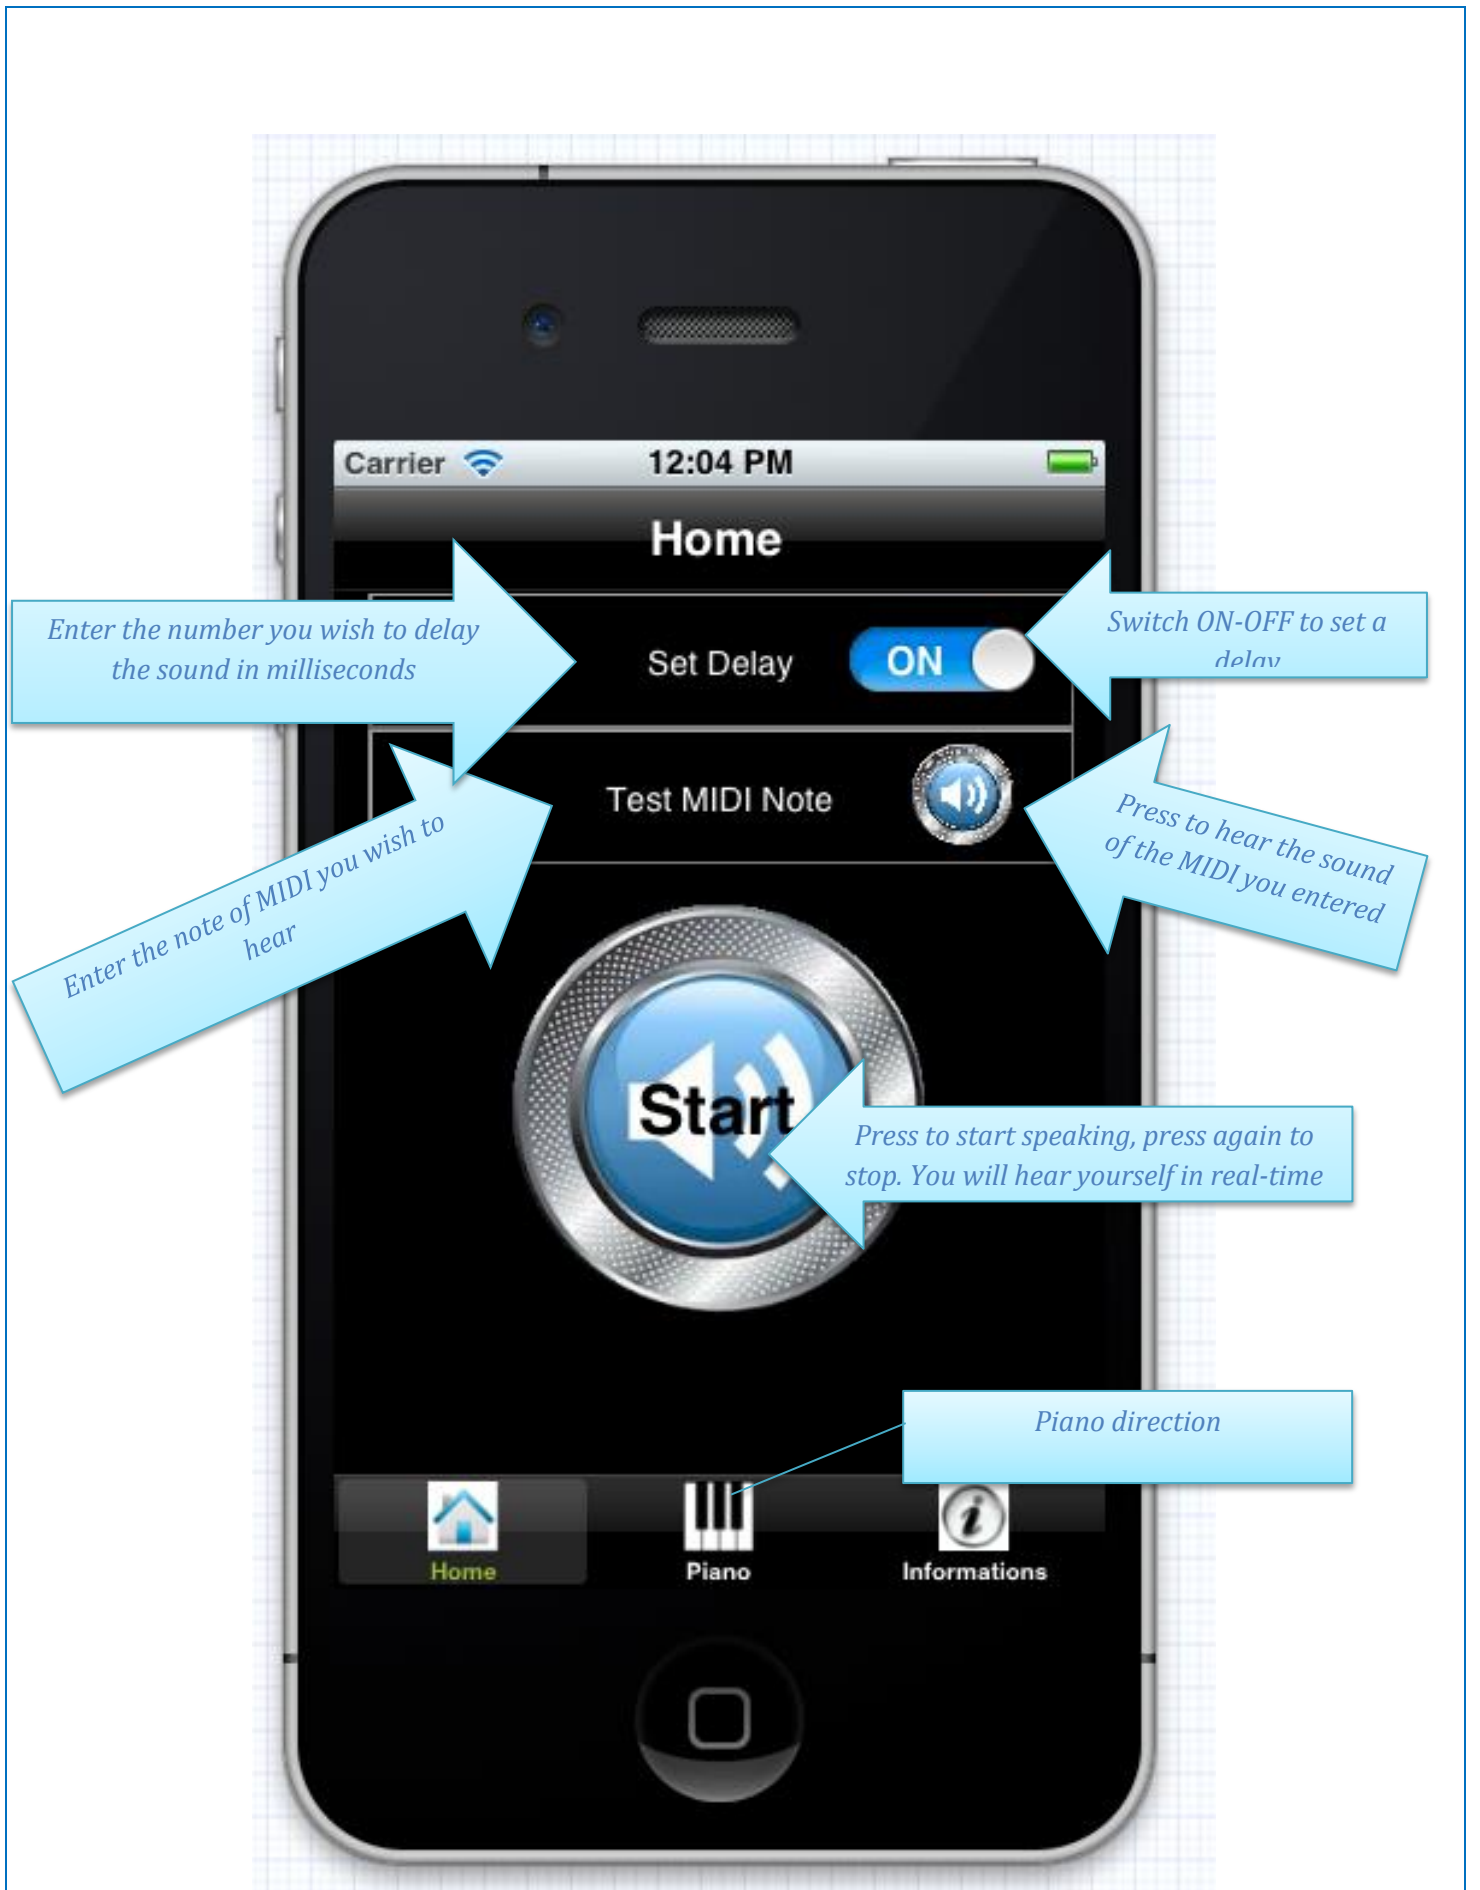 Carrier 12:04 PM
Home
Enter the number you wish to delay
the sound in milliseconds
Set Delay
ON
Switch ON-OFF to set a
delay
Enter the note of MIDI you wish to
hear
Test MIDI Note
Press to hear the sound
of the MIDI you entered
Start
Press to start speaking, press again to
stop. You will hear yourself in real-time
Piano direction
Home
Piano
Informations